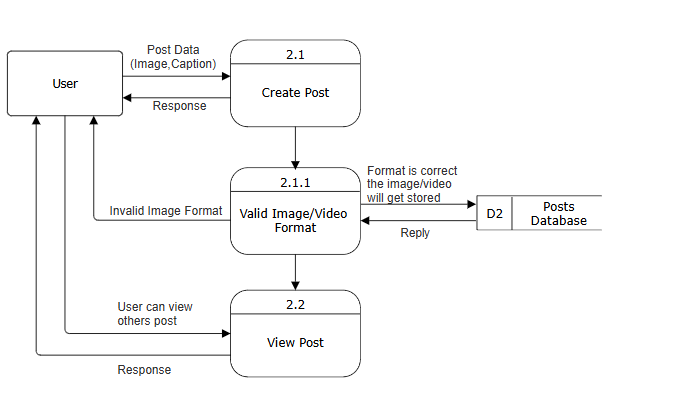 Post Data
(Image,Caption)
User
Response
2.1
Create Post
2.1.1
Valid Image/Video
Format
Invalid Image Format
Format is correct
the image/video
will get stored
Reply
D2
Posts
Database
2.2
View Post
User can view
others post
Response